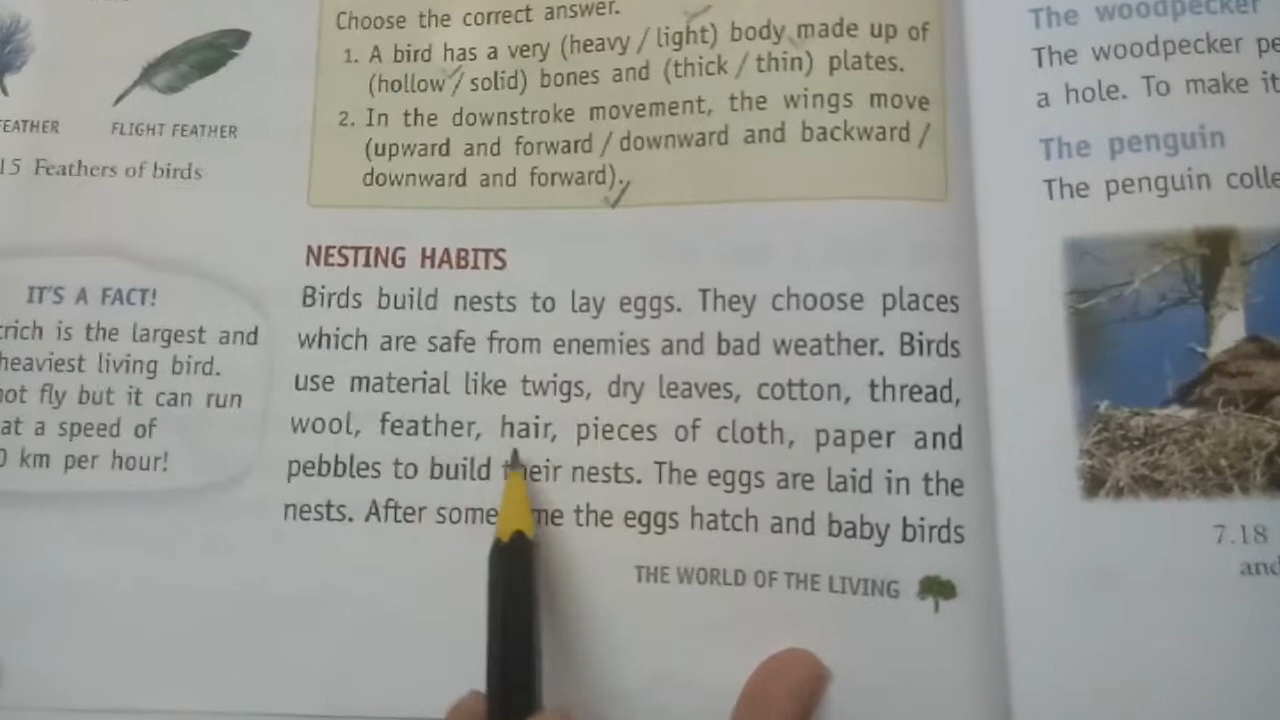 FEATHER
FLIGHT FEATHER
15 Feathers of birds
IT'S A FACT!
is the largest and
heaviest living bird.
fly but it can run
at a speed of
km per hour!
Choose the correct answer.
1. A bird has a very (heavy / light) body made up of
(hollow / solid) bones and (thick / thin) plates.
2. In the downstroke movement, the wings move
(upward and forward / downward and backward /
downward and forward).
NESTING HABITS
Birds build nests to lay eggs. They choose places
which are safe from enemies and bad weather. Birds
use material like twigs, dry leaves, cotton, thread,
wool, feather, hair, pieces of cloth, paper and
pebbles to build their nests. The eggs are laid in the
nests. After some the eggs hatch and baby birds
THE WORLD OF THE LIVING
The woodpecker
The woodpecker
a hole. To make it
The penguin
The penguin
7.18
and